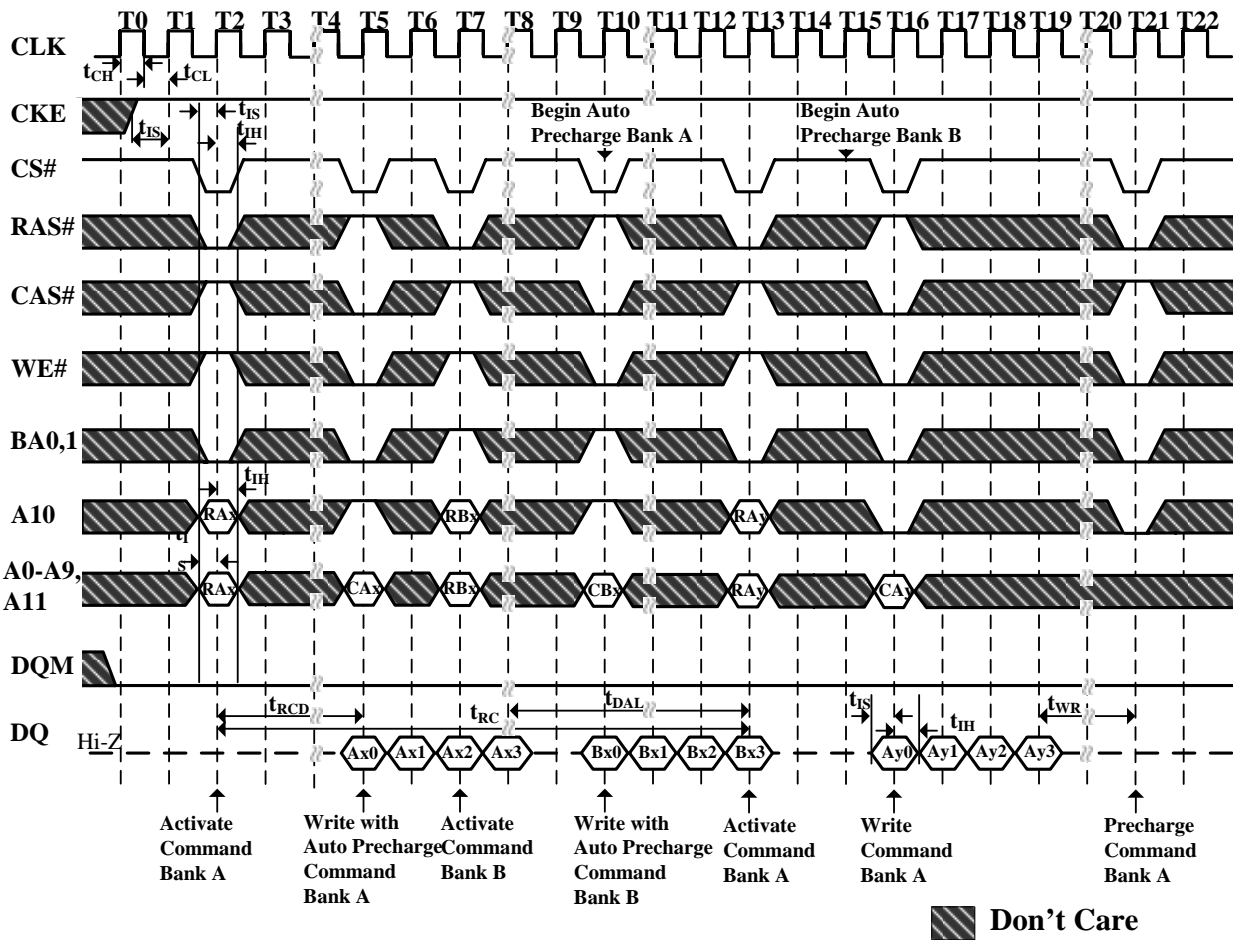 T0 T1 T2 T3 T4 T5 T6 T7 T8 T9 T10 T11 T12 T13 T14 T15 T16 T17 T18 T19 T20 T21 T22
CLK
tCH
tCL
CKE
tIS
tIS
tIH
Begin Auto
Precharge Bank A
Begin Auto
Precharge Bank B
CS#
RAS#
CAS#
WE#
BA0,1
tIH
A10
RAx
RBx
RAy
tI
S
A0-A9,
A11
RAx
CAx
RBx
CBx
RAy
CAy
DQM
tRCD
tRC
tDAL
tIS
tIH
tWR
DQ
Hi-Z
Ax0 Ax1 Ax2 Ax3 Bx0 Bx1 Bx2 Bx3 Ay0 Ay1 Ay2 Ay3
Activate
Command
Bank A
Write with
Auto Precharge
Command
Bank A
Activate
Command
Bank B
Write with
Auto Precharge
Command
Bank B
Activate
Command
Bank A
Write
Command
Bank A
Precharge
Command
Bank A
Don't Care